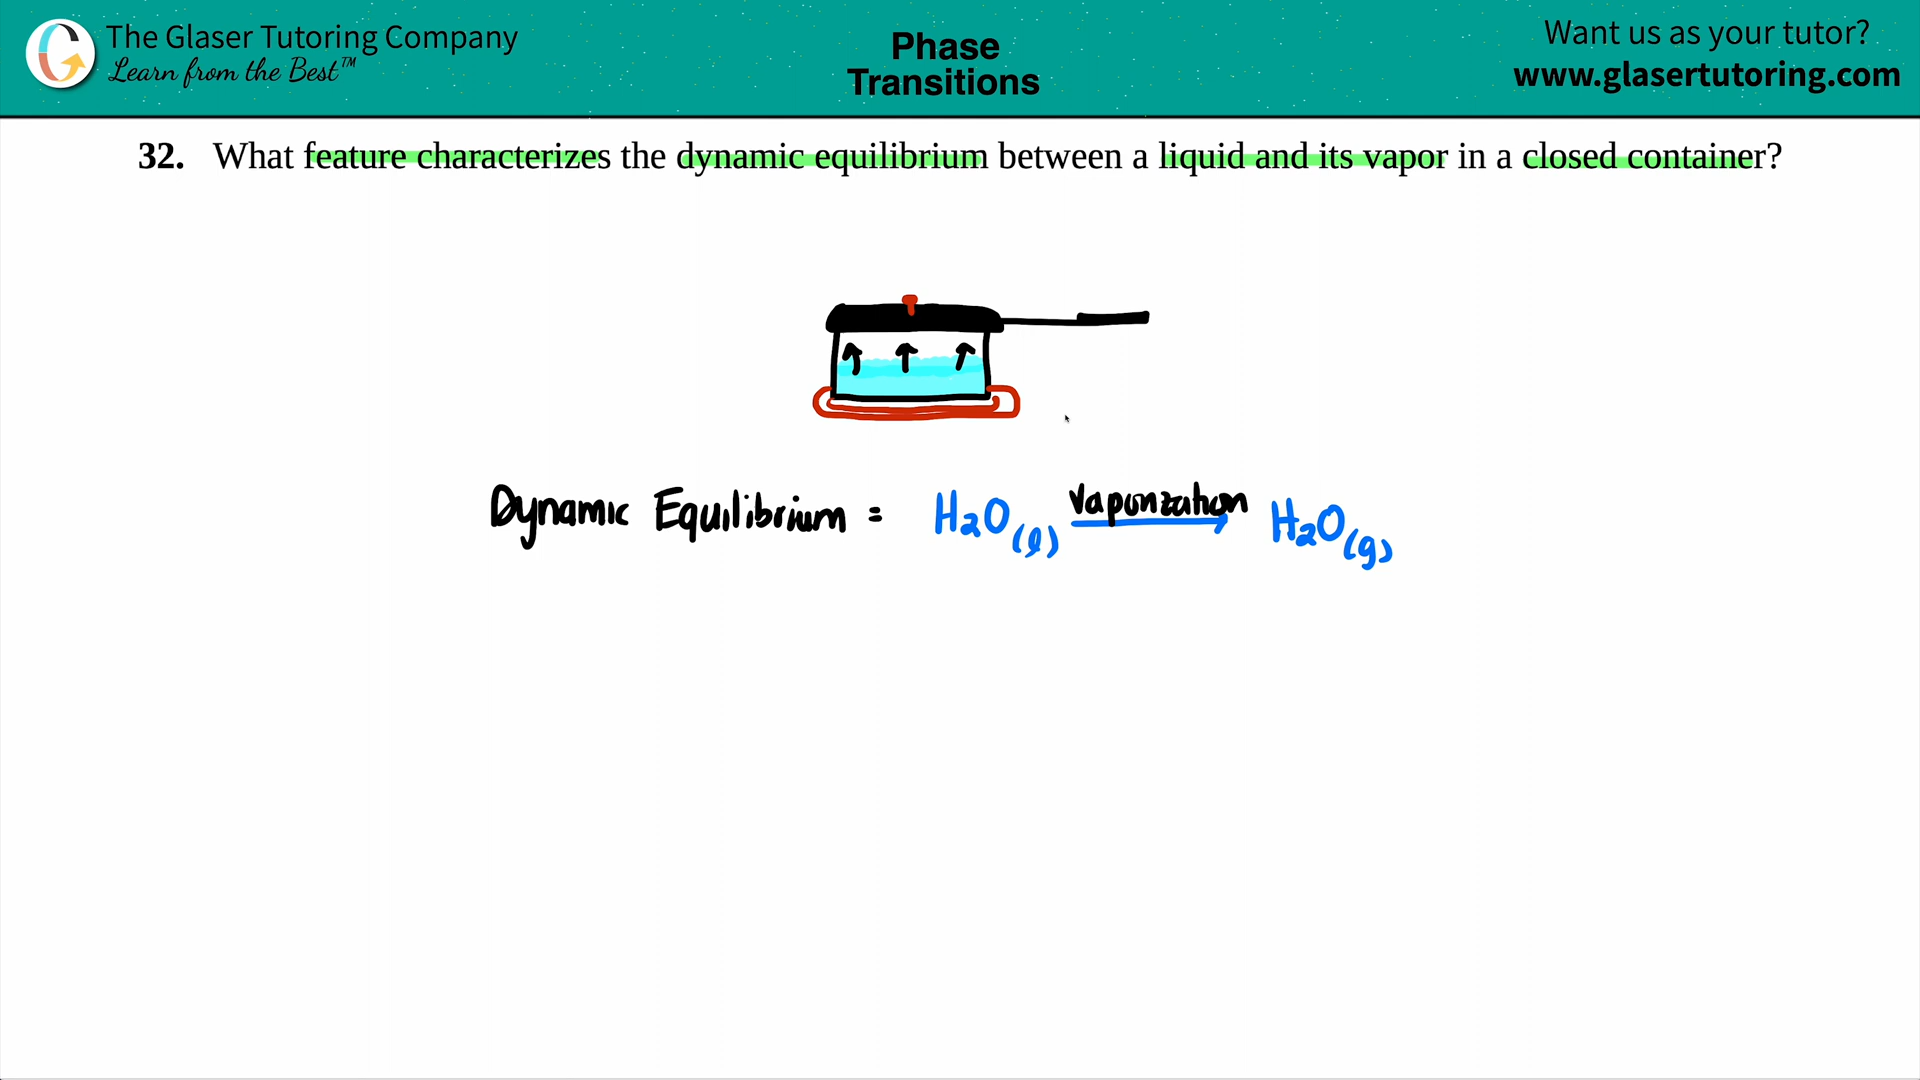 The Glaser Tutoring Company
Learn from the Best™
Phase
Transitions
Want us as your tutor?
www.glasertutoring.com
32. What feature characterizes the dynamic equilibrium between a liquid and its vapor in a closed container?
Dynamic Equilibrium = H₂O(l) Vaporization → H₂O(g)